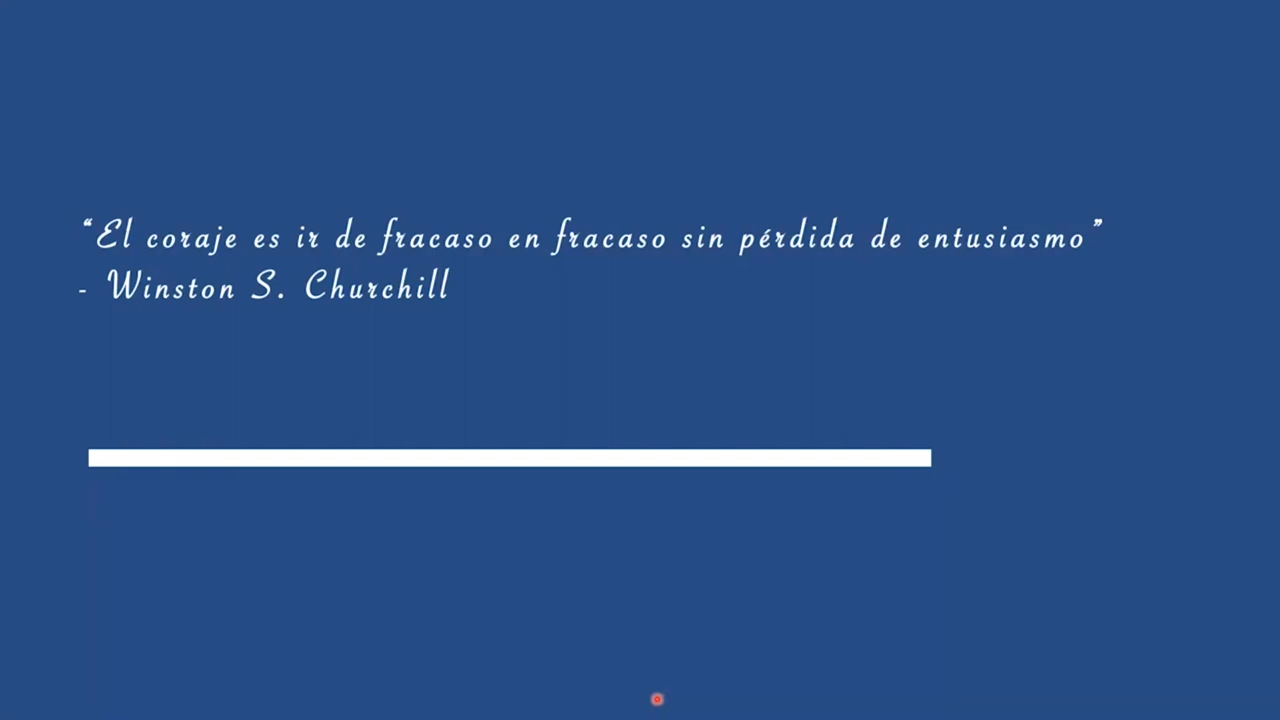 “El coraje es ir de fracaso en fracaso sin pérdida de entusiasmo”
- Winston S. Churchill